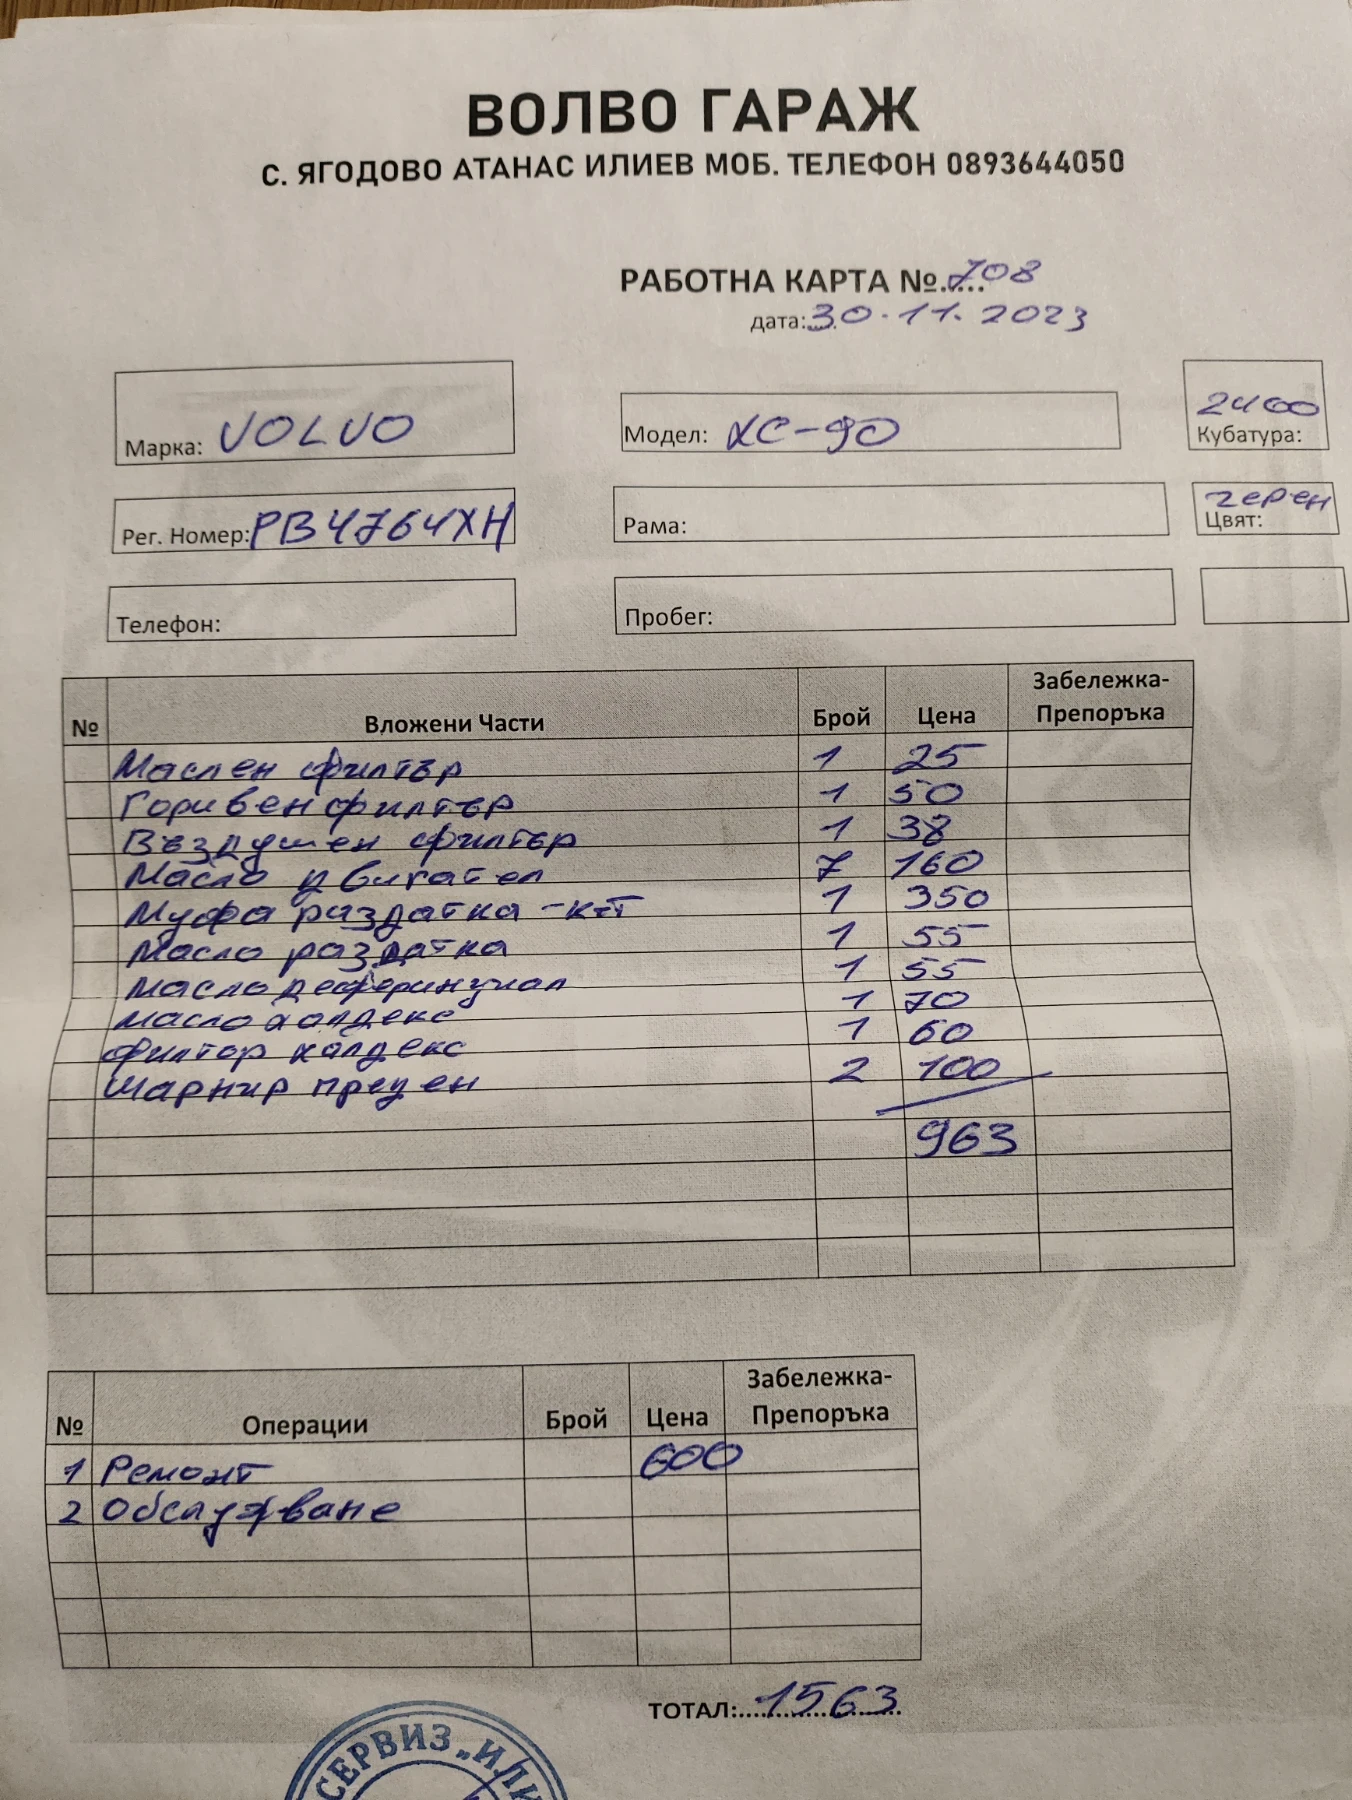 ВОЛВО ГАРАЖ
С. ЯГОДОВО АТАНАС ИЛИЕВ МОБ. ТЕЛЕФОН 0893644050
РАБОТНА КАРТА №..... 708
дата:.... 30.11.2023
Марка: VOLVO
Модел: XC-90
2400
Кубатура:
Рег. Номер: PB4764XH
Рама:
черен
Цвят:
Телефон:
Пробег:
№ Вложени Части Брой Цена Забележка-Препоръка
Маслен филтър 1 25
Горивен филтър 1 50
Въздушен филтър 1 38
Масло двигател 7 160
Муфа раздатка -к-т 1 350
Масло раздатка 1 55
Масло деференциал 1 55
Масло халдекс 1 70
Филтър халдекс 1 60
Шарнир преден 2 100
963
№ Операции Брой Цена Забележка-Препоръка
1 Ремонт 600
2 Обслужване
ТОТАЛ:.... 1563
СЕРВИЗ „ИЛИ